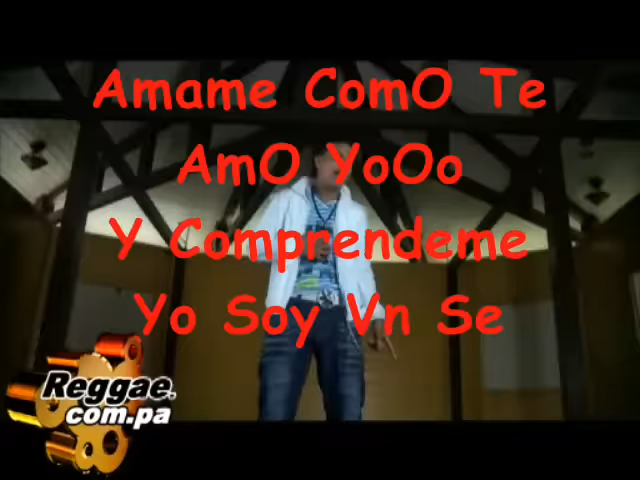 Amame ComO Te
AmO YoOo
Y Comprendeme
Yo Soy Vn Se
Reggae.
com.pa